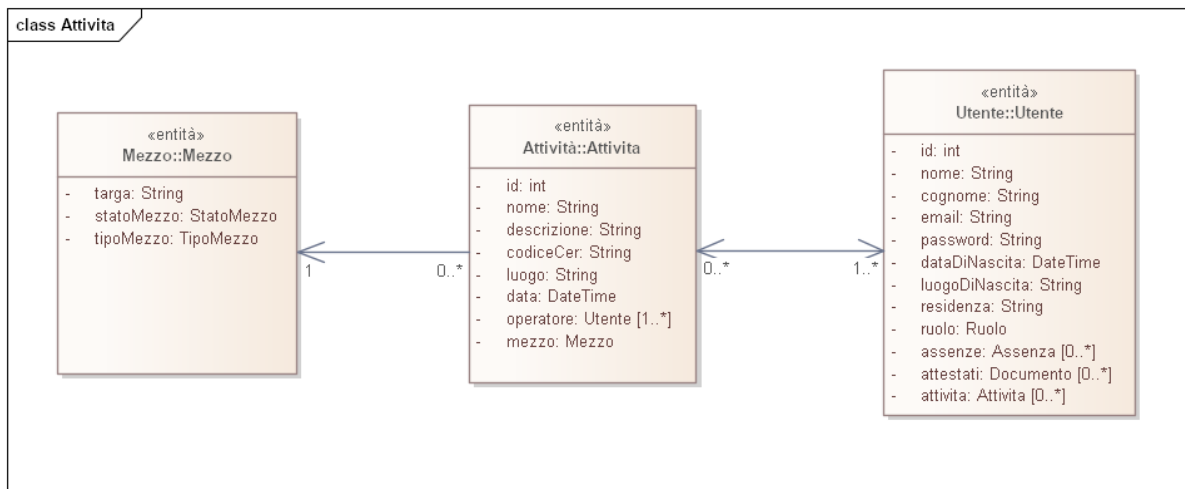 class Attivita
«entità»
Mezzo::Mezzo
- targa: String
- statoMezzo: StatoMezzo
- tipoMezzo: TipoMezzo
1
0..*
«entità»
Attività::Attivita
- id: int
- nome: String
- descrizione: String
- codiceCer: String
- luogo: String
- data: DateTime
- operatore: Utente [1..*]
- mezzo: Mezzo
0..*
1..*
«entità»
Utente::Utente
- id: int
- nome: String
- cognome: String
- email: String
- password: String
- dataDiNascita: DateTime
- luogoDiNascita: String
- residenza: String
- ruolo: Ruolo
- assenze: Assenza [0..*]
- attestati: Documento [0..*]
- attivita: Attivita [0..*]